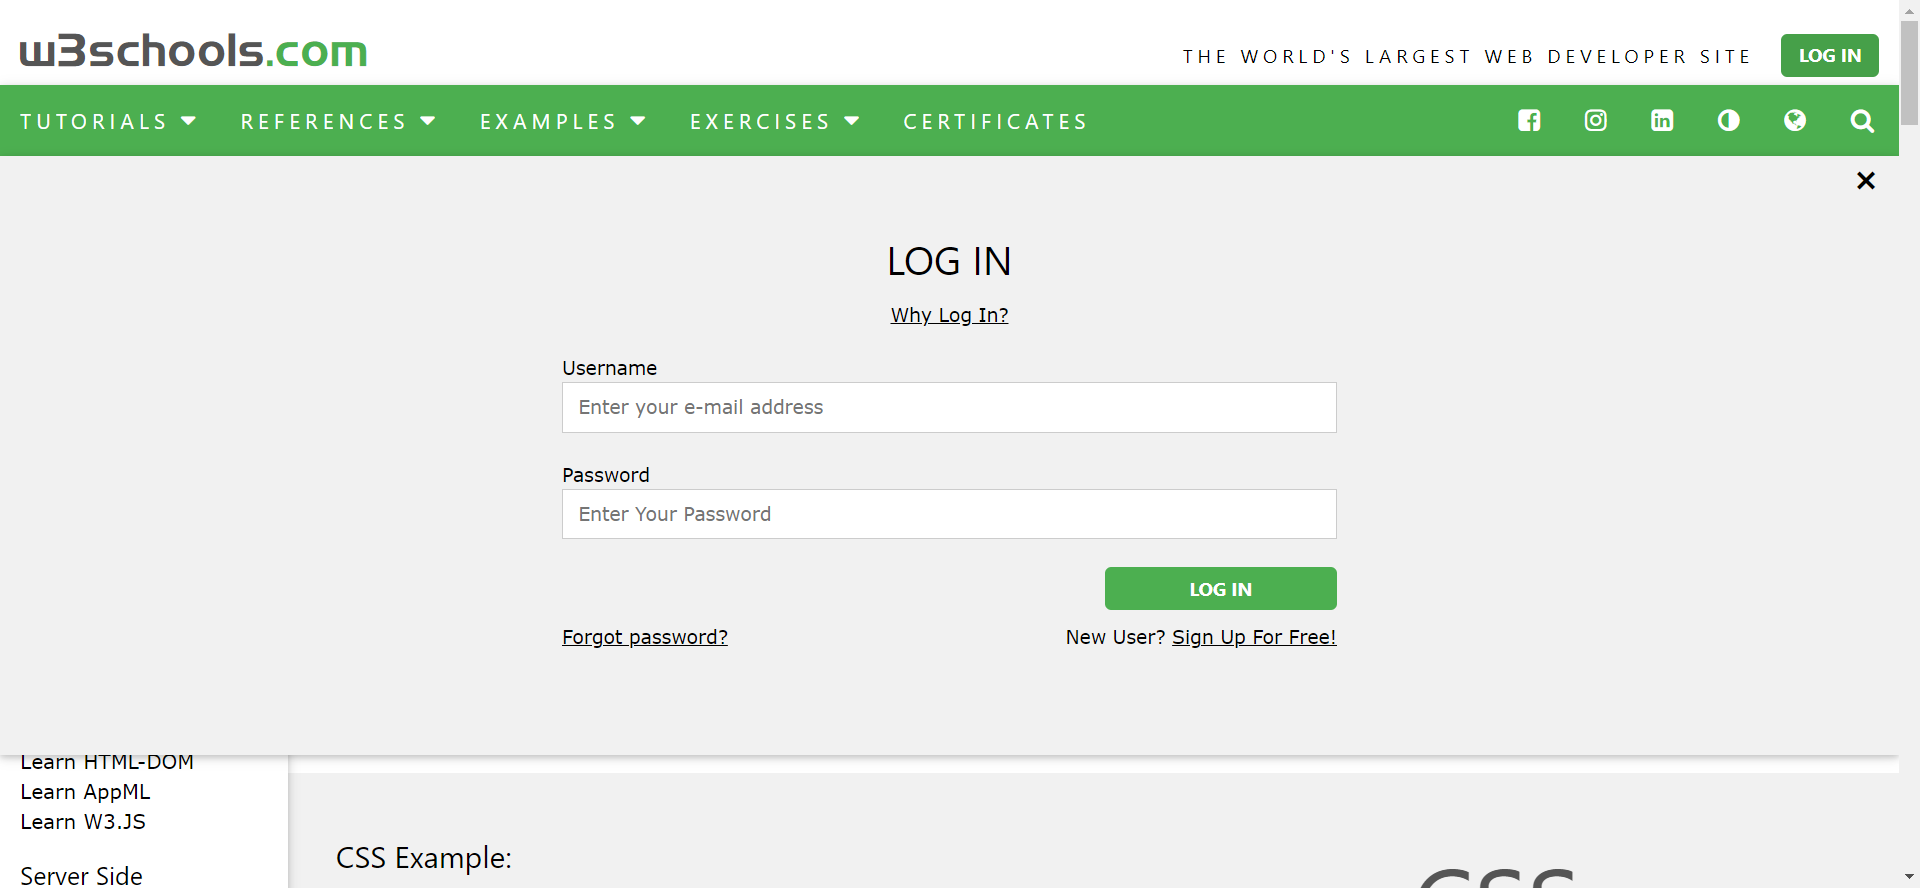 w3schools.com
THE WORLD'S LARGEST WEB DEVELOPER SITE
LOG IN
TUTORIALS REFERENCES EXAMPLES EXERCISES CERTIFICATES
LOG IN
Why Log In?
Username
Enter your e-mail address
Password
Enter Your Password
LOG IN
Forgot password?
New User? Sign Up For Free!
Learn HTML-DOM
Learn AppML
Learn W3.JS
Server Side
CSS Example:
CSS